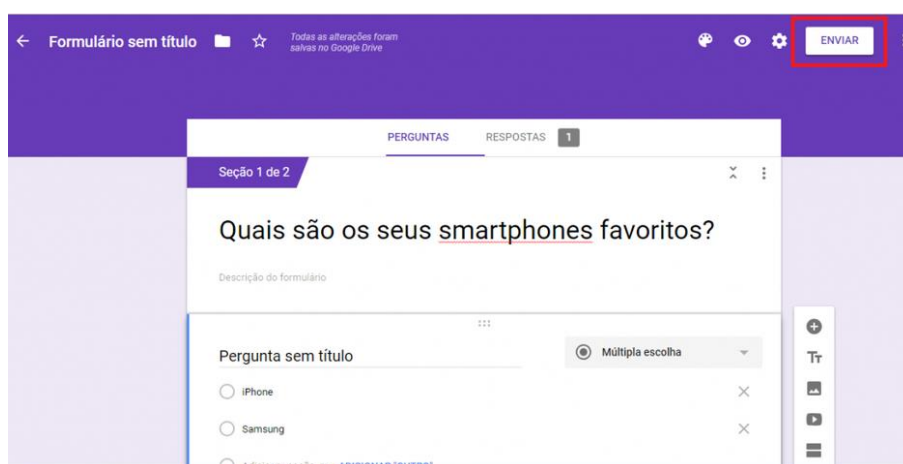 Formulário sem título
Todas as alterações foram
salvas no Google Drive
ENVIAR
PERGUNTAS RESPOSTAS 1
Seção 1 de 2
Quais são os seus smartphones favoritos?
Descrição do formulário
Pergunta sem título
Múltipla escolha
iPhone
Samsung
Tт